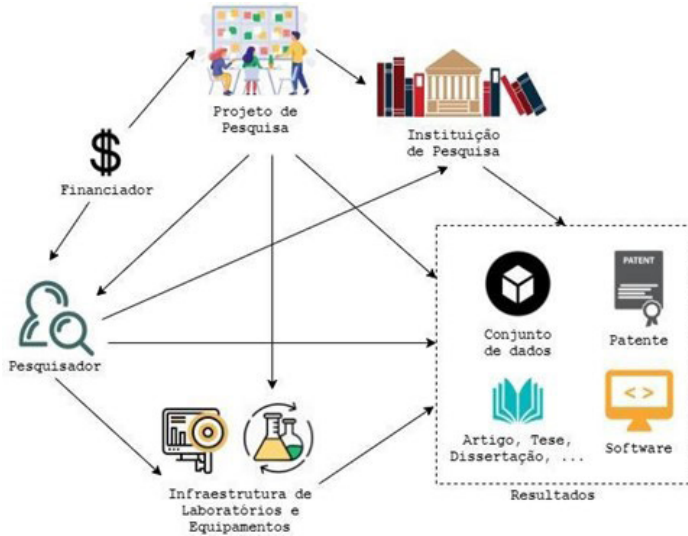 Projeto de
Pesquisa
Instituição
de Pesquisa
$
Financiador
PATENT
Conjunto
de dados
Patente
Pesquisador
< >
Artigo, Tese,
Dissertação, ...
Software
Infraestrutura de
Laboratórios e
Equipamentos
Resultados